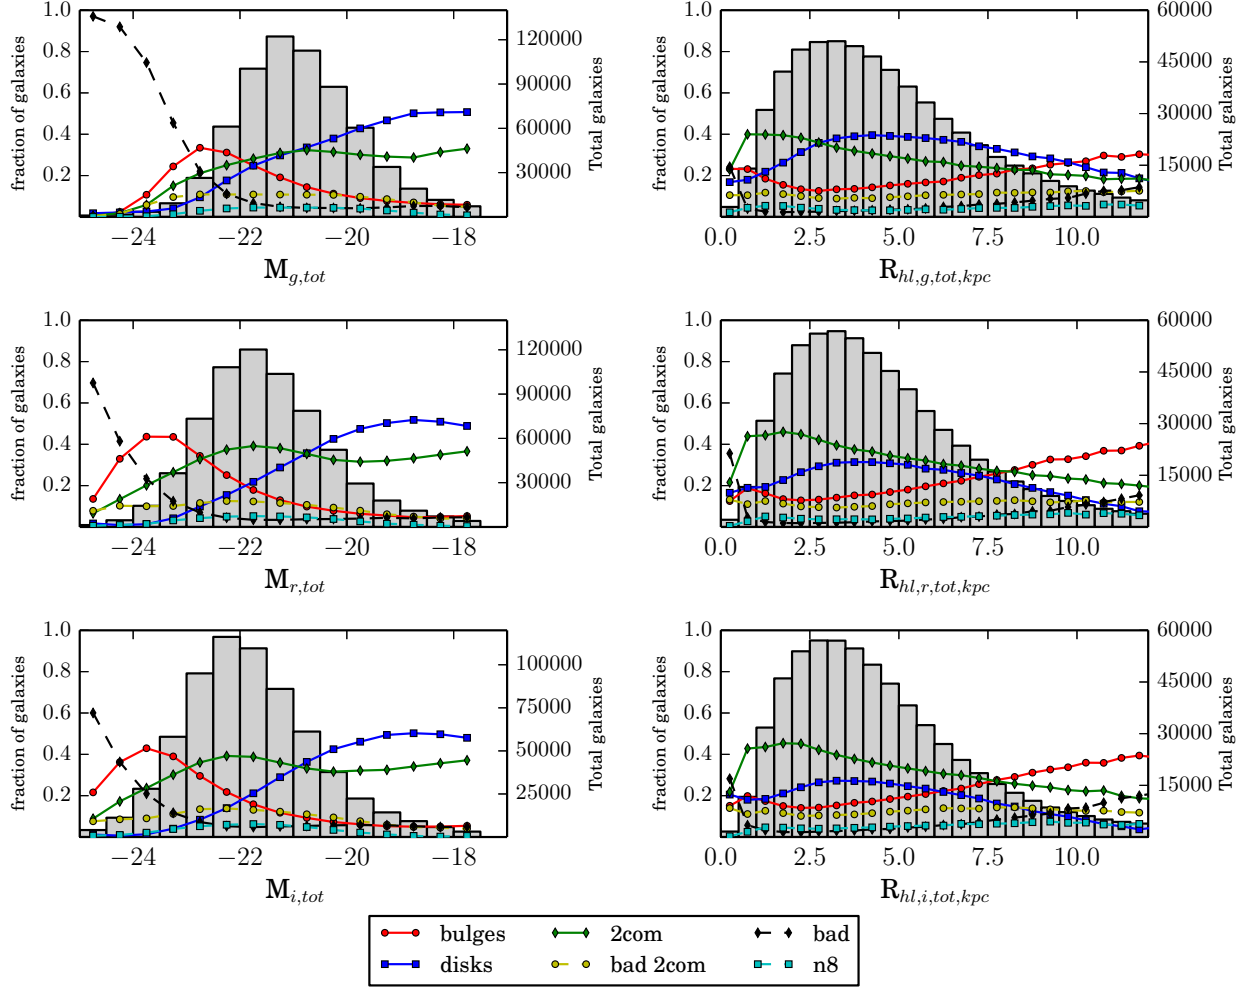 1.0
0.8
0.6
0.4
0.2
fraction of galaxies
120000
90000
60000
30000
Total galaxies
−24 −22 −20 −18
M_{g,tot}
1.0
0.8
0.6
0.4
0.2
fraction of galaxies
60000
45000
30000
15000
Total galaxies
0.0 2.5 5.0 7.5 10.0
R_{hl,g,tot,kpc}
1.0
0.8
0.6
0.4
0.2
fraction of galaxies
120000
90000
60000
30000
Total galaxies
−24 −22 −20 −18
M_{r,tot}
1.0
0.8
0.6
0.4
0.2
fraction of galaxies
60000
45000
30000
15000
Total galaxies
0.0 2.5 5.0 7.5 10.0
R_{hl,r,tot,kpc}
1.0
0.8
0.6
0.4
0.2
fraction of galaxies
100000
75000
50000
25000
Total galaxies
−24 −22 −20 −18
M_{i,tot}
1.0
0.8
0.6
0.4
0.2
fraction of galaxies
60000
45000
30000
15000
Total galaxies
0.0 2.5 5.0 7.5 10.0
R_{hl,i,tot,kpc}
bulges 2com bad
disks bad 2com n8